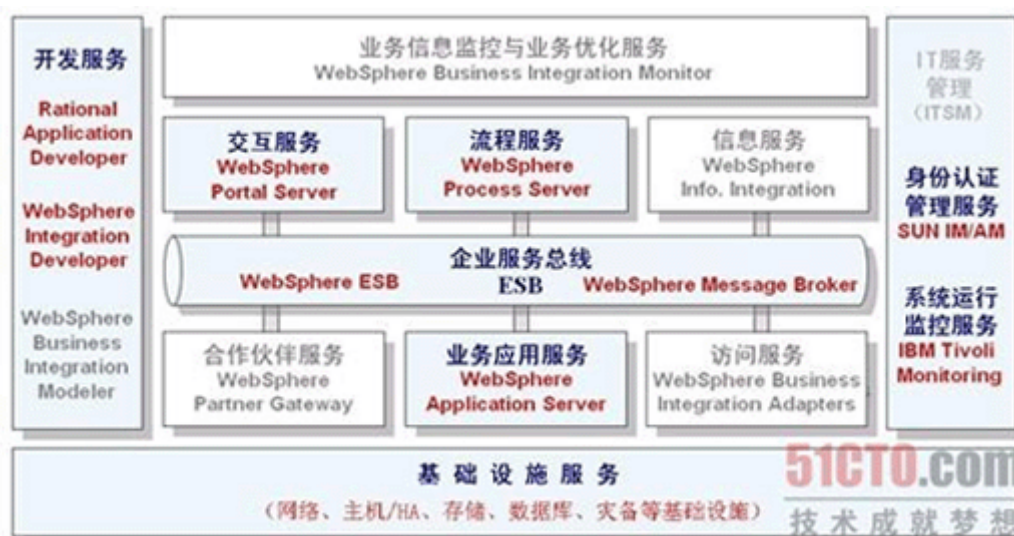 开发服务
Rational
Application
Developer
WebSphere
Integration
Developer
WebSphere
Business
Integration
Modeler
业务信息监控与业务优化服务
WebSphere Business Integration Monitor
交互服务
WebSphere
Portal Server
流程服务
WebSphere
Process Server
信息服务
WebSphere
Info. Integration
企业服务总线
WebSphere ESB
ESB
WebSphere Message Broker
合作伙伴服务
WebSphere
Partner Gateway
业务应用服务
WebSphere
Application Server
访问服务
WebSphere Business
Integration Adapters
IT服务
管理
(ITSM)
身份认证
管理服务
SUN IM/AM
系统运行
监控服务
IBM Tivoli
Monitoring
基础设施服务
(网络、主机/HA、存储、数据库、灾备等基础设施)
51CTO.com
技术成就梦想